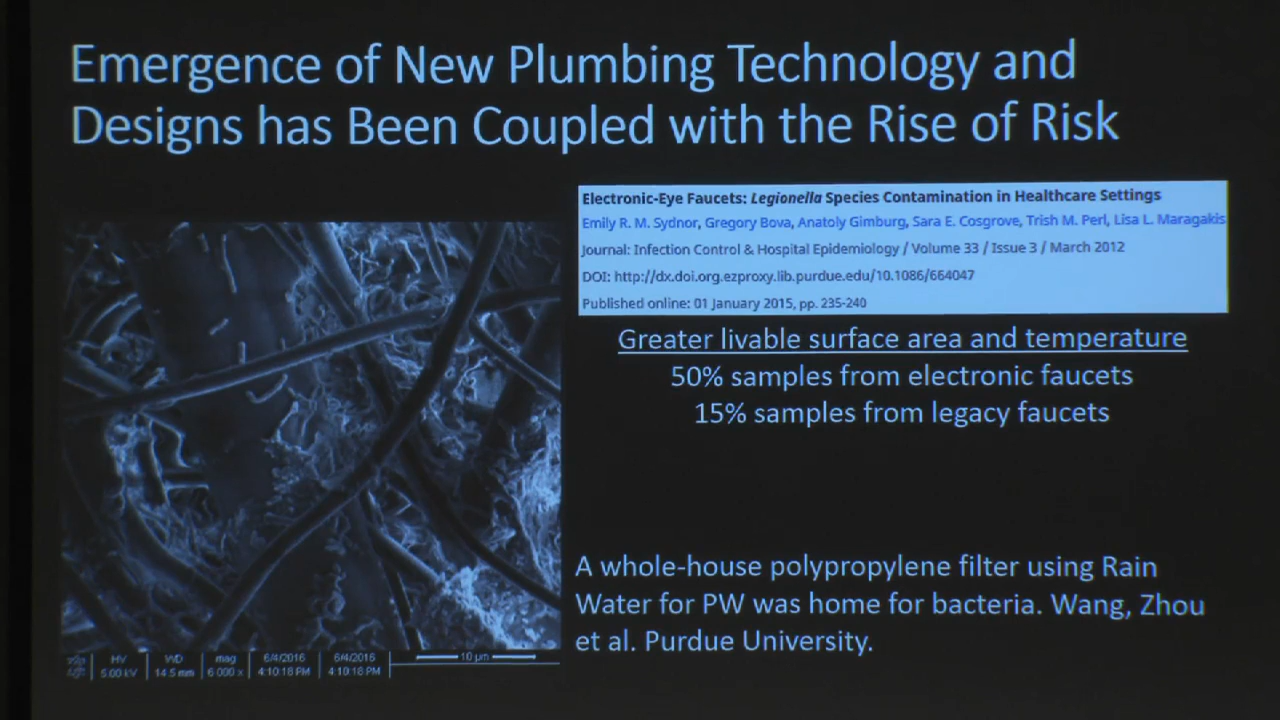 Emergence of New Plumbing Technology and
Designs has Been Coupled with the Rise of Risk
Electronic-Eye Faucets: Legionella Species Contamination in Healthcare Settings
Emily R. M. Sydnor, Gregory Bova, Anatoly Gimburg, Sara E. Cosgrove, Trish M. Perl, Lisa L. Maragakis
Journal: Infection Control & Hospital Epidemiology / Volume 33 / Issue 3 / March 2012
DOI: http://dx.doi.org.ezproxy.lib.purdue.edu/10.1086/664047
Published online: 01 January 2015, pp. 235-240
Greater livable surface area and temperature
50% samples from electronic faucets
15% samples from legacy faucets
A whole-house polypropylene filter using Rain
Water for PW was home for bacteria. Wang, Zhou
et al. Purdue University.
HV WD mag 6/4/2016 6/4/2016 10 µm
5.00 kV 14.5 mm 6 000 x 4:10:18 PM 4:10:18 PM